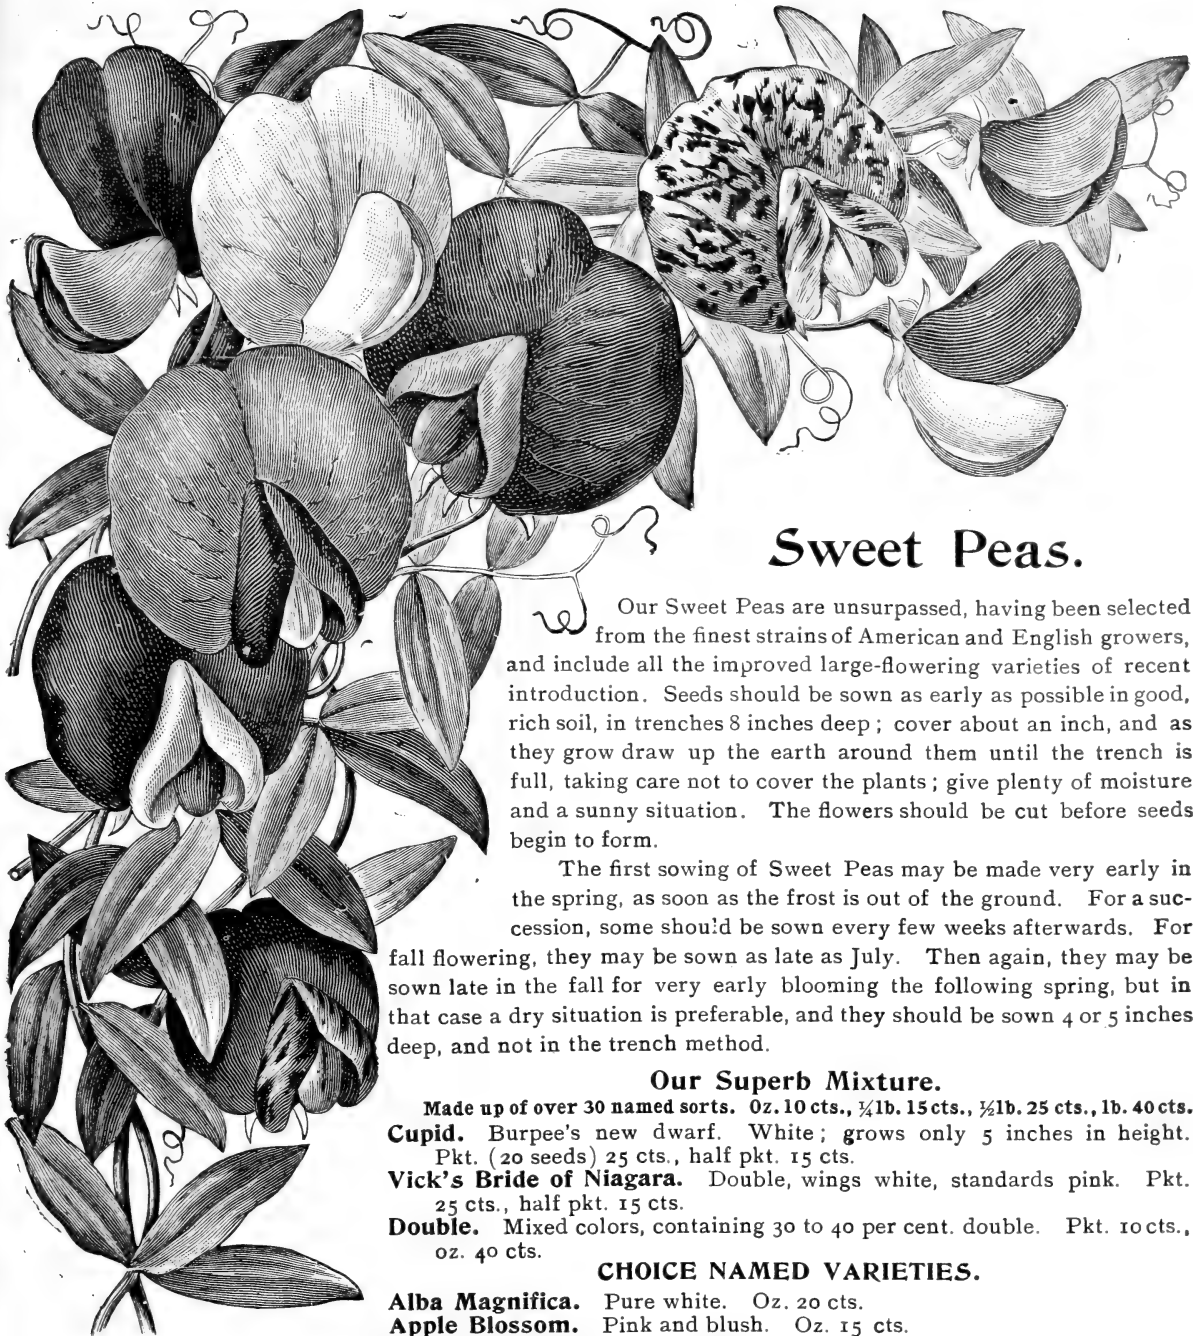 Sweet Peas.
Our Sweet Peas are unsurpassed, having been selected
from the finest strains of American and English growers,
and include all the improved large-flowering varieties of recent
introduction. Seeds should be sown as early as possible in good,
rich soil, in trenches 8 inches deep; cover about an inch, and as
they grow draw up the earth around them until the trench is
full, taking care not to cover the plants; give plenty of moisture
and a sunny situation. The flowers should be cut before seeds
begin to form.
The first sowing of Sweet Peas may be made very early in
the spring, as soon as the frost is out of the ground. For a suc-
cession, some should be sown every few weeks afterwards. For
fall flowering, they may be sown as late as July. Then again, they may be
sown late in the fall for very early blooming the following spring, but in
that case a dry situation is preferable, and they should be sown 4 or 5 inches
deep, and not in the trench method.
Our Superb Mixture.
Made up of over 30 named sorts. Oz. 10 cts., ¼ lb. 15 cts., ½ lb. 25 cts., lb. 40 cts.
Cupid. Burpee's new dwarf. White; grows only 5 inches in height.
Pkt. (20 seeds) 25 cts., half pkt. 15 cts.
Vick's Bride of Niagara. Double, wings white, standards pink. Pkt.
25 cts., half pkt. 15 cts.
Double. Mixed colors, containing 30 to 40 per cent. double. Pkt. 10 cts.,
oz. 40 cts.
CHOICE NAMED VARIETIES.
Alba Magnifica. Pure white. Oz. 20 cts.
Apple Blossom. Pink and blush. Oz. 15 cts.